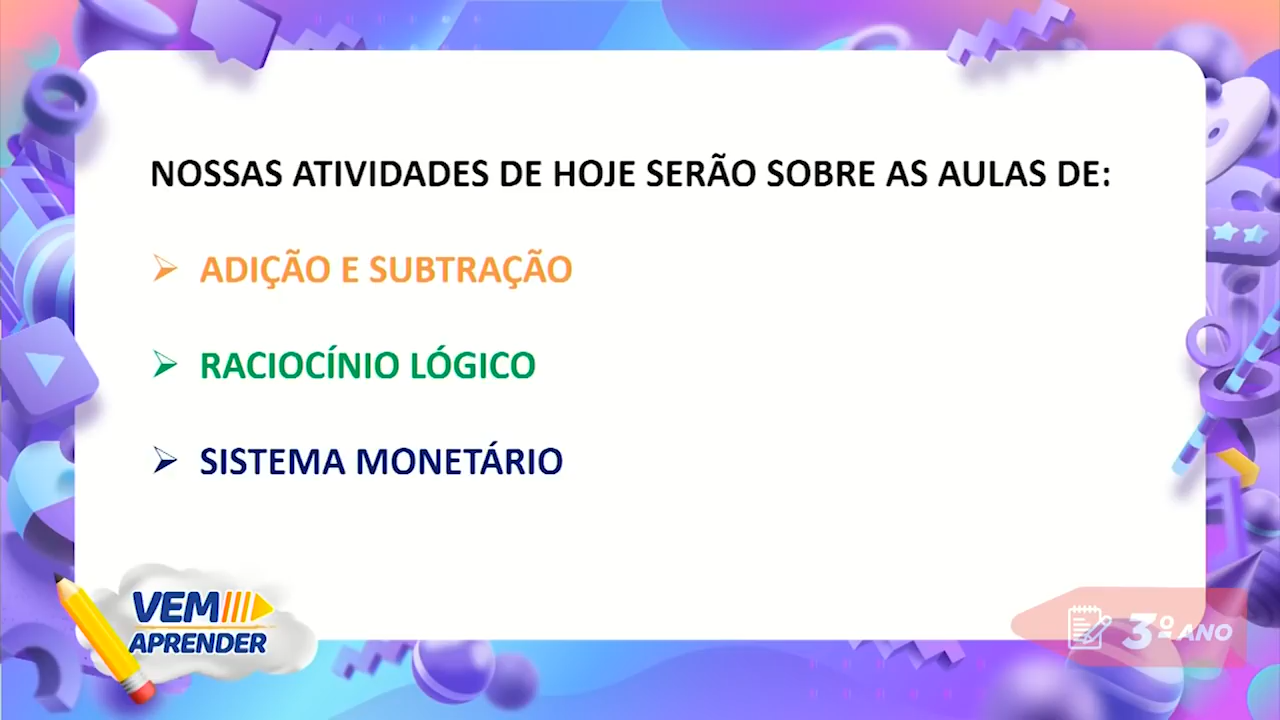 NOSSAS ATIVIDADES DE HOJE SERÃO SOBRE AS AULAS DE:
ADIÇÃO E SUBTRAÇÃO
RACIOCÍNIO LÓGICO
SISTEMA MONETÁRIO
VEM
APRENDER
3º ANO